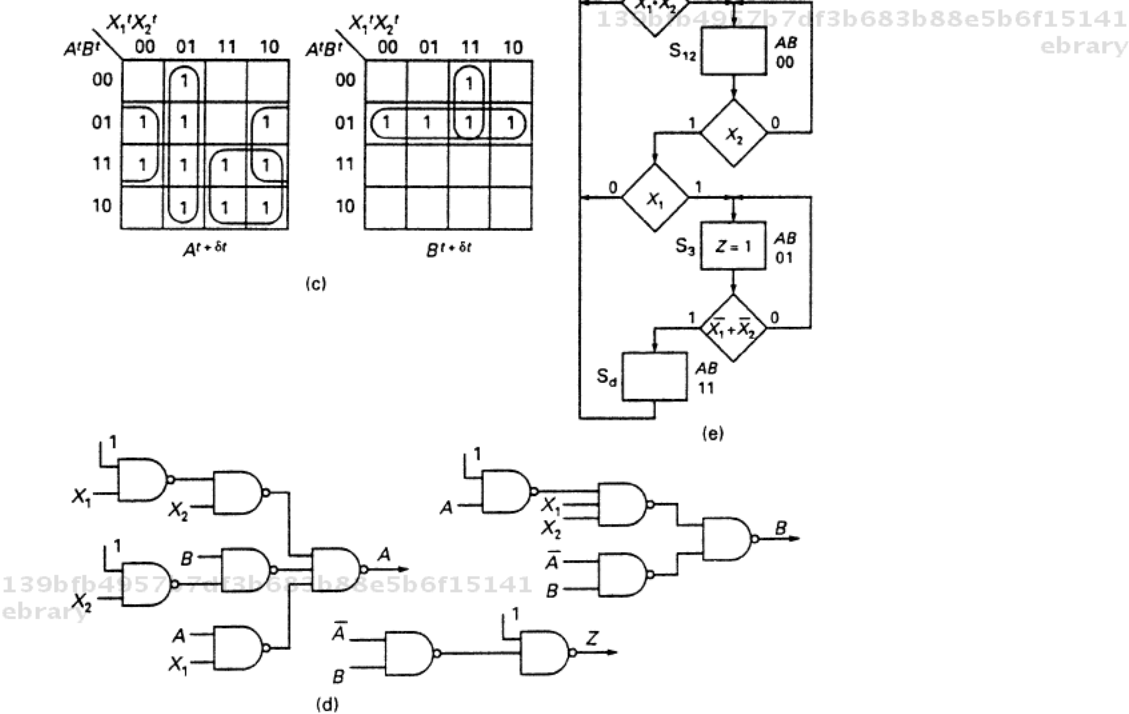 139bfb4957b7df3b683b88e5b6f15141
ebrary
X₁ᵗX₂ᵗ
AᵗBᵗ 00 01 11 10
00 1
01 1 1 1
11 1 1 1 1
10 1 1 1
Aᵗ⁺ᵟᵗ
X₁ᵗX₂ᵗ
AᵗBᵗ 00 01 11 10
00 1
01 1 1 1 1
11
10
Bᵗ⁺ᵟᵗ
(c)
X₁·X₂
S₁₂ AB
00
1 X₂ 0
0 X₁ 1
S₃ Z = 1 AB
01
1 X̅₁ + X̅₂ 0
S_d AB
11
(e)
1
X₁
X₂
1
B
X₂
A
A
X₁
1
A
X₁
X₂
A̅
B
B
A̅
B
1
Z
(d)
139bfb4957b7df3b683b88e5b6f15141
ebrary